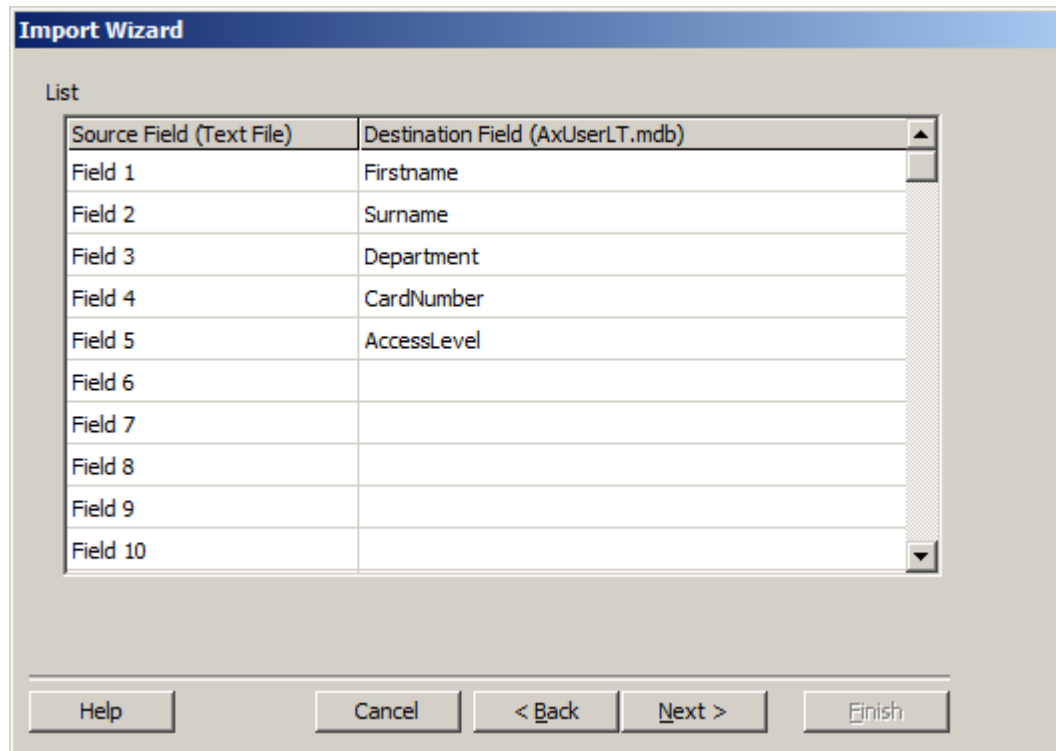 Import Wizard
List
Source Field (Text File) Destination Field (AxUserLT.mdb)
Field 1 Firstname
Field 2 Surname
Field 3 Department
Field 4 CardNumber
Field 5 AccessLevel
Field 6
Field 7
Field 8
Field 9
Field 10
Help Cancel < Back Next > Finish